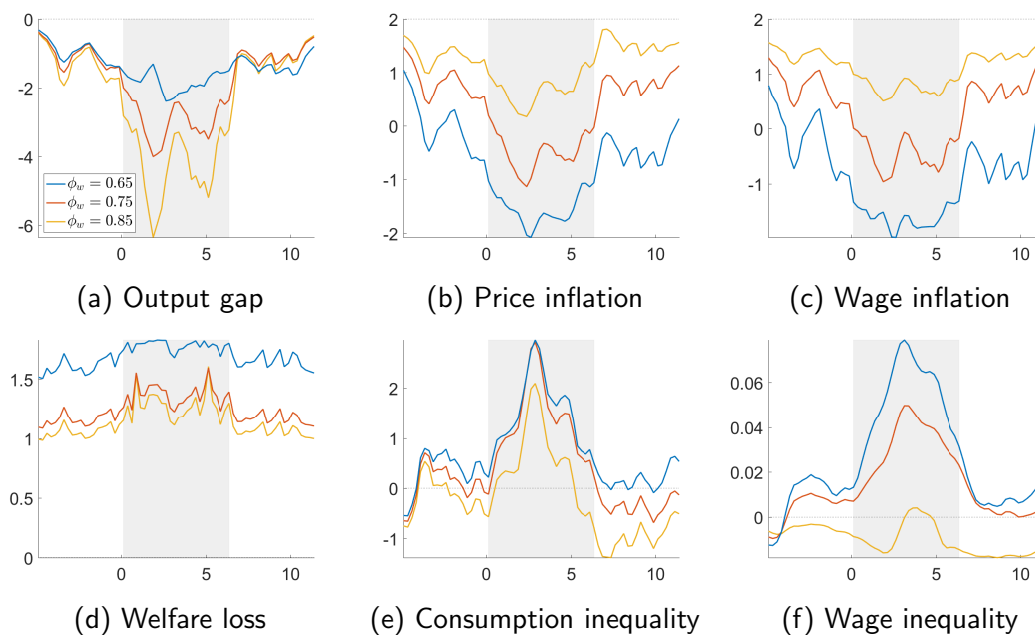 0
-2
-4
-6
ϕ_w = 0.65
ϕ_w = 0.75
ϕ_w = 0.85
0 5 10
(a) Output gap
2
1
0
-1
-2
0 5 10
(b) Price inflation
2
1
0
-1
0 5 10
(c) Wage inflation
1.5
1
0.5
0
0 5 10
(d) Welfare loss
2
1
0
-1
0 5 10
(e) Consumption inequality
0.06
0.04
0.02
0
0 5 10
(f) Wage inequality